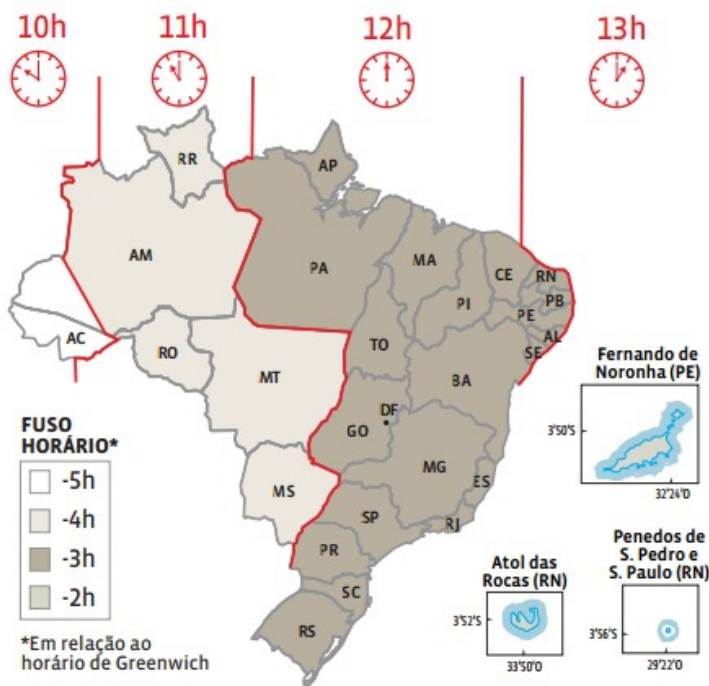 10h
11h
12h
13h
RR
AP
AM
PA
MA
CE
RN
PB
PI
PE
AL
SE
AC
RO
TO
MT
BA
DF
GO
MG
ES
MS
SP
RJ
PR
SC
RS
FUSO
HORÁRIO*
-5h
-4h
-3h
-2h
*Em relação ao
horário de Greenwich
Fernando de
Noronha (PE)
3°50'S
32°24'O
Atol das
Rocas (RN)
3°52'S
33°50'O
Penedos de
S. Pedro e
S. Paulo (RN)
3°56'S
29°22'O